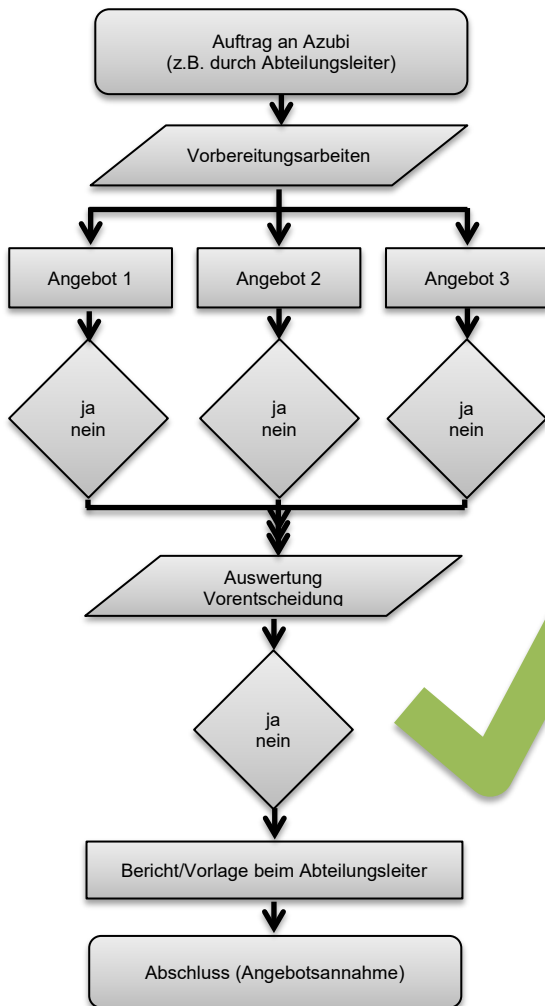 Auftrag an Azubi
(z.B. durch Abteilungsleiter)
Vorbereitungsarbeiten
Angebot 1
Angebot 2
Angebot 3
ja
nein
ja
nein
ja
nein
Auswertung
Vorentscheidung
ja
nein
Bericht/Vorlage beim Abteilungsleiter
Abschluss (Angebotsannahme)